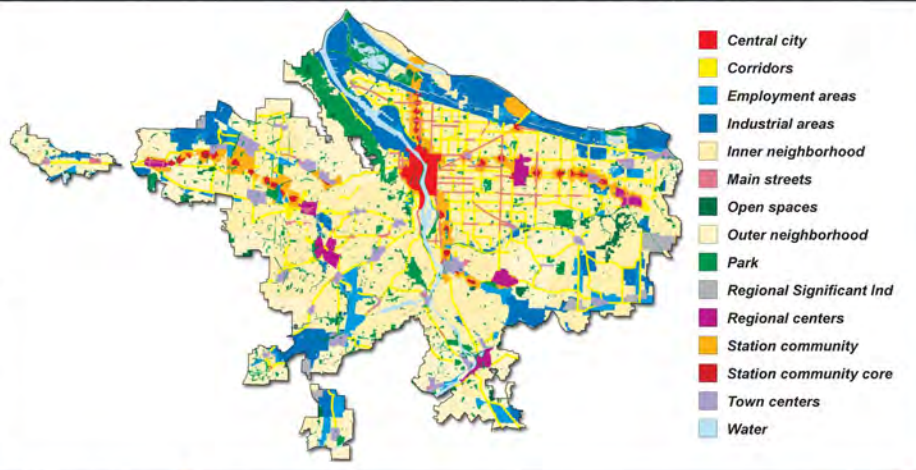 Central city
Corridors
Employment areas
Industrial areas
Inner neighborhood
Main streets
Open spaces
Outer neighborhood
Park
Regional Significant Ind
Regional centers
Station community
Station community core
Town centers
Water